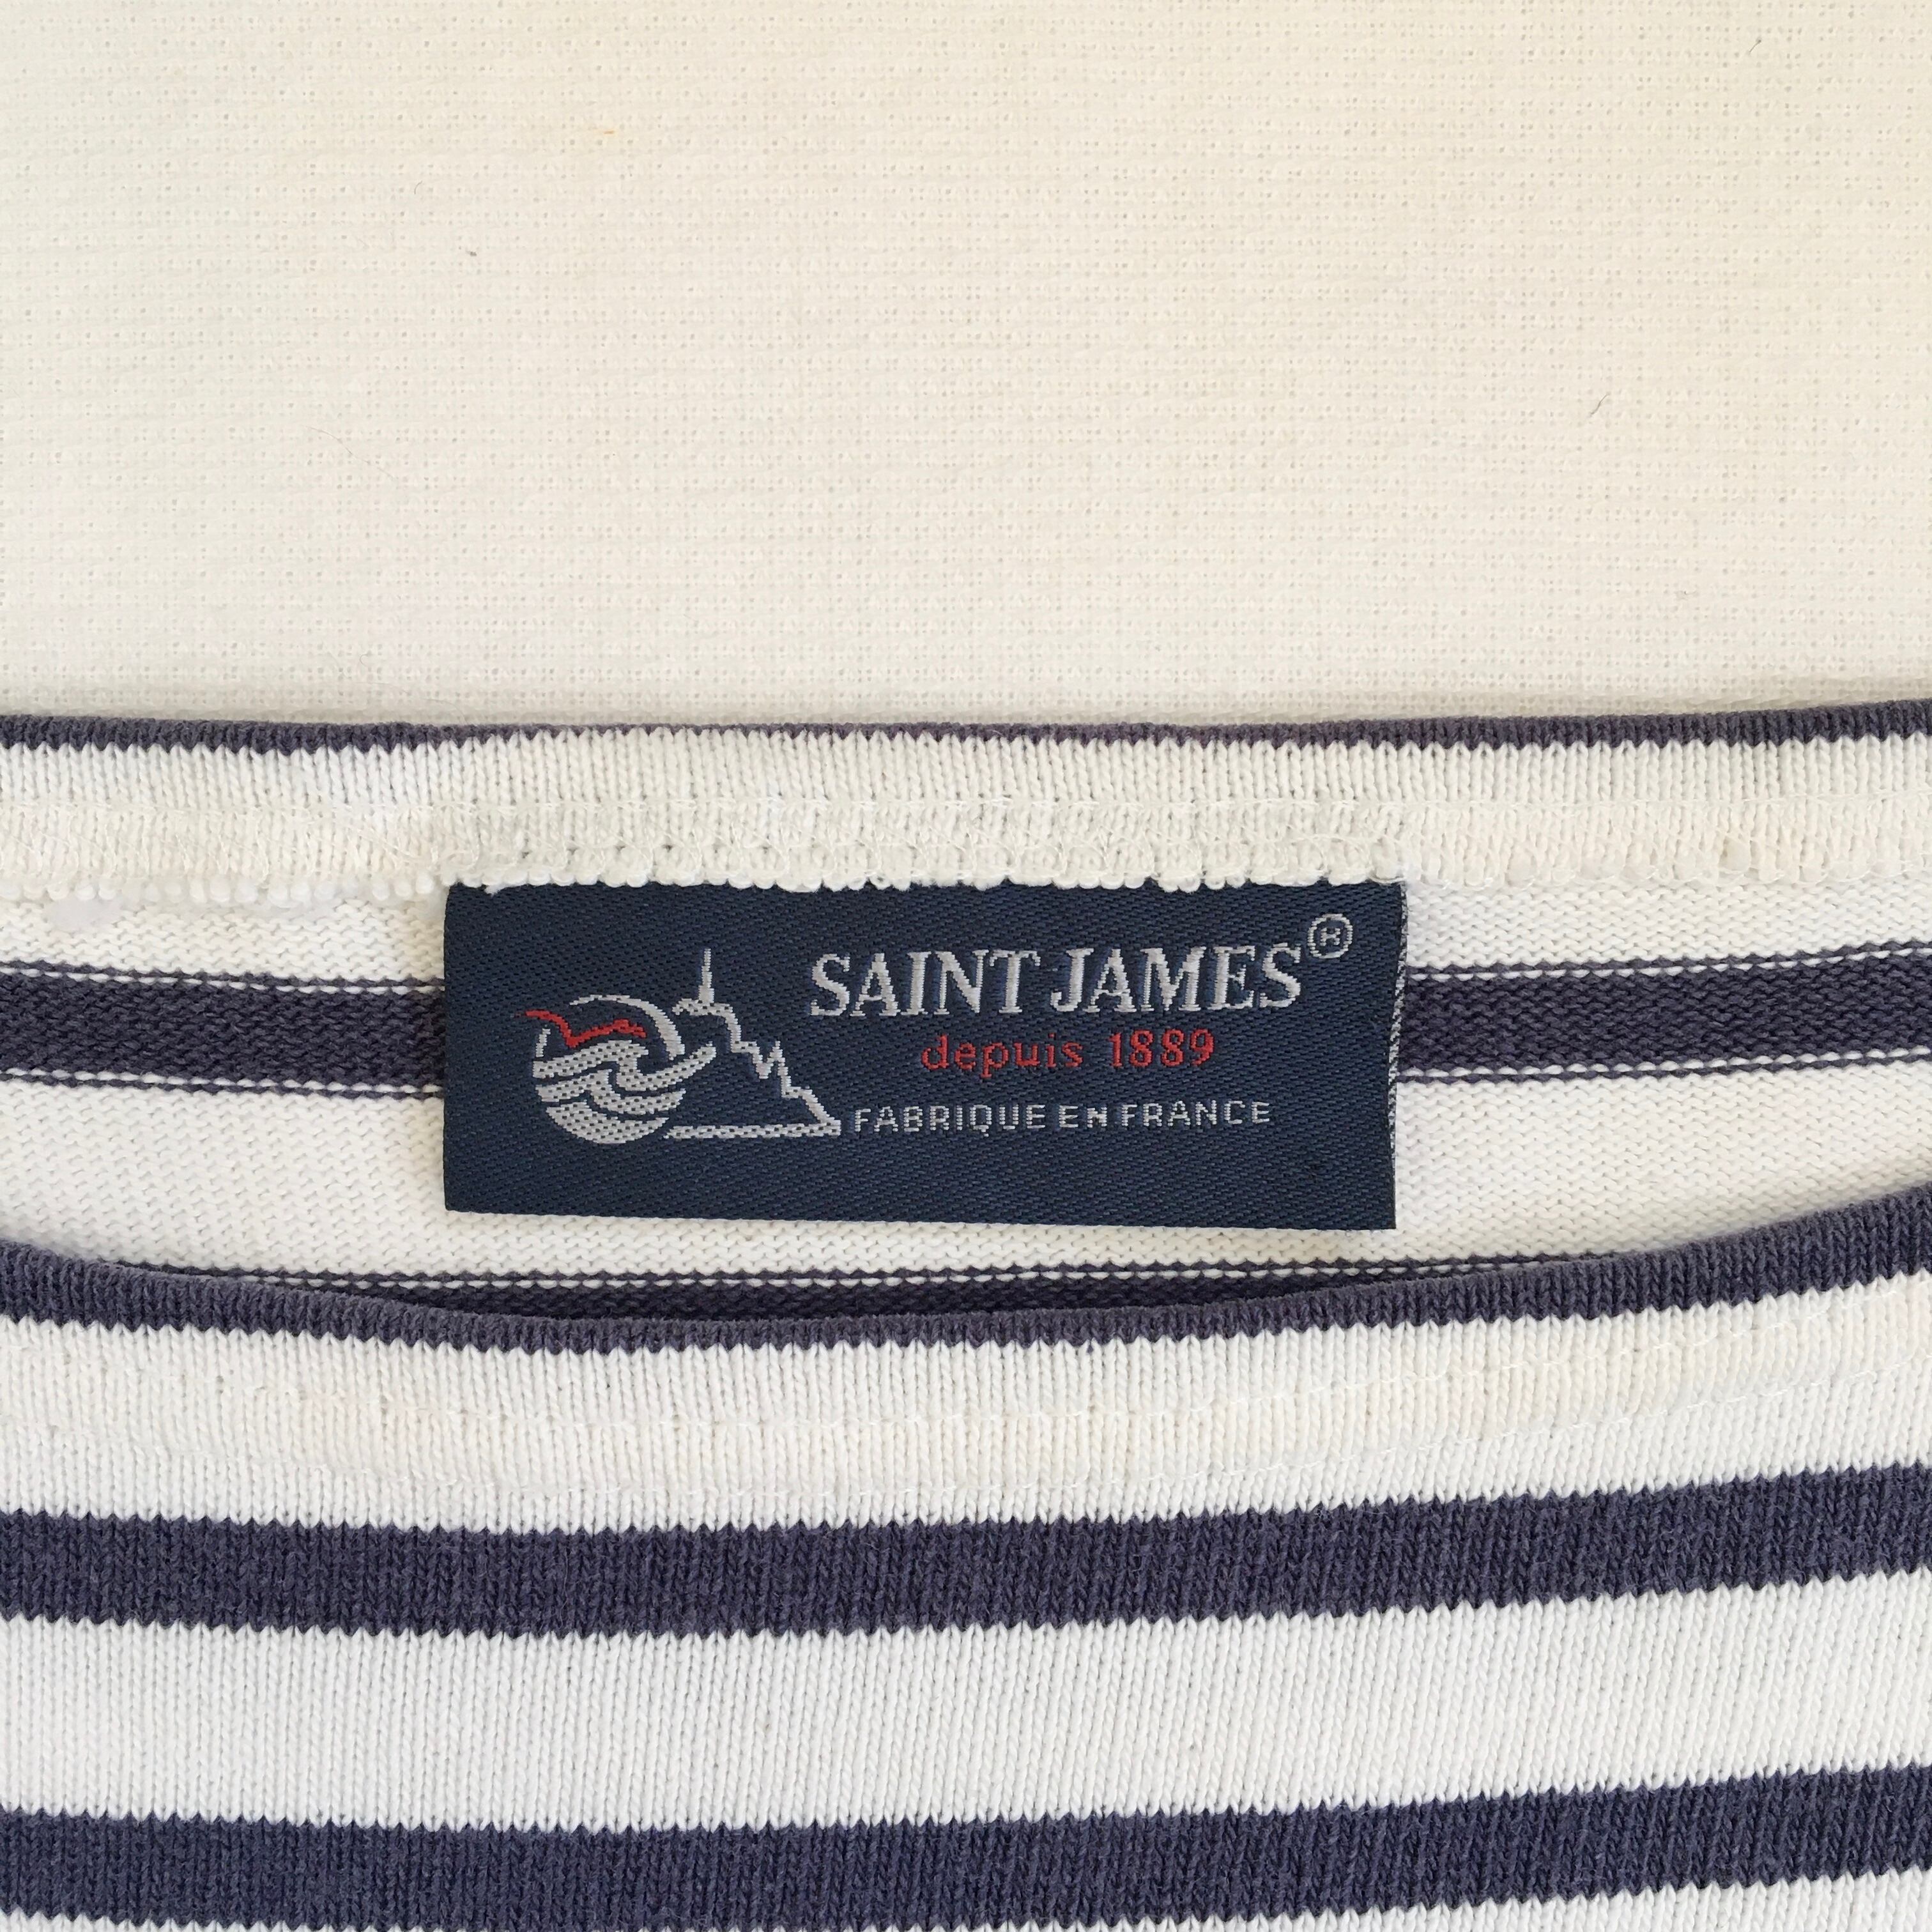 SAINT JAMES®
depuis 1889
FABRIQUE EN FRANCE